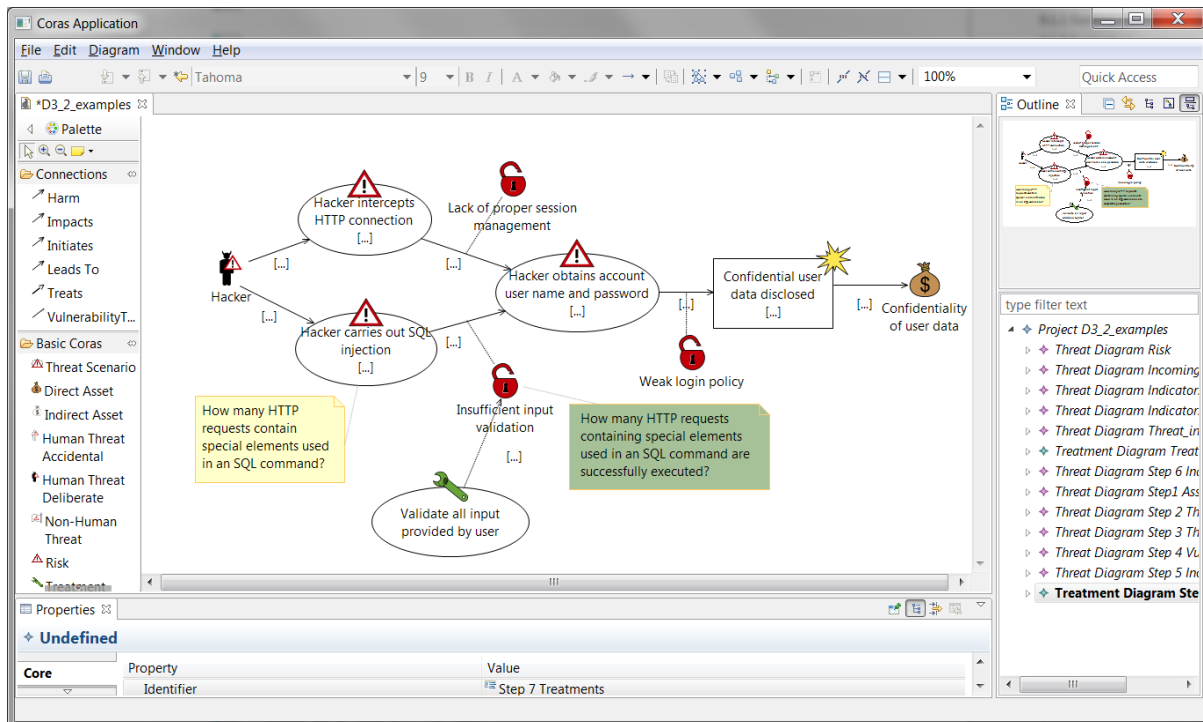 Coras Application
File Edit Diagram Window Help
Tahoma 9 B I A 100% Quick Access
*D3_2_examples
Palette
Connections
Harm
Impacts
Initiates
Leads To
Treats
VulnerabilityT...
Basic Coras
Threat Scenario
Direct Asset
Indirect Asset
Human Threat
Accidental
Human Threat
Deliberate
Non-Human
Threat
Risk
Treatment
Hacker
[...]
[...]
Hacker intercepts
HTTP connection
[...]
Hacker carries out SQL
injection
[...]
Lack of proper session
management
[...]
[...]
Hacker obtains account
user name and password
[...]
[...]
Confidential user
data disclosed
[...]
[...]
$
Confidentiality
of user data
Weak login policy
Insufficient input
validation
[...]
How many HTTP
requests contain
special elements used
in an SQL command?
How many HTTP requests
containing special elements
used in an SQL command are
successfully executed?
Validate all input
provided by user
Outline
type filter text
Project D3_2_examples
Threat Diagram Risk
Threat Diagram Incoming
Threat Diagram Indicator
Threat Diagram Indicator
Threat Diagram Threat_in
Treatment Diagram Treat
Threat Diagram Step 6 Inc
Threat Diagram Step1 Ass
Threat Diagram Step 2 Th
Threat Diagram Step 3 Th
Threat Diagram Step 4 Vu
Threat Diagram Step 5 Inc
Treatment Diagram Ste
Properties
Undefined
Core
Property Value
Identifier Step 7 Treatments